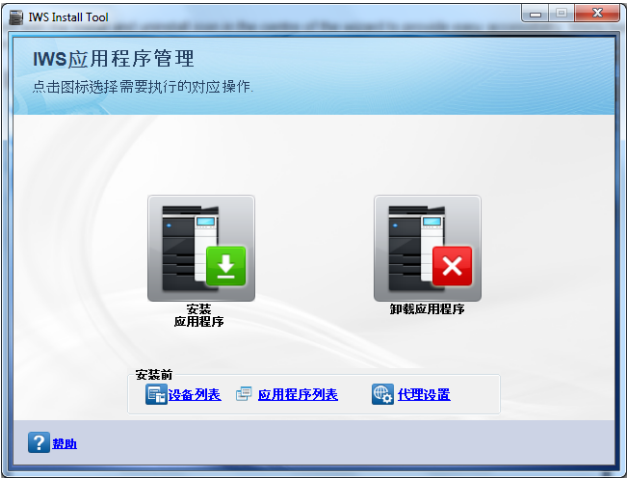 IWS Install Tool
IWS应用程序管理
点击图标选择需要执行的对应操作.
安装
应用程序
卸载应用程序
安装前
设备列表
应用程序列表
代理设置
帮助